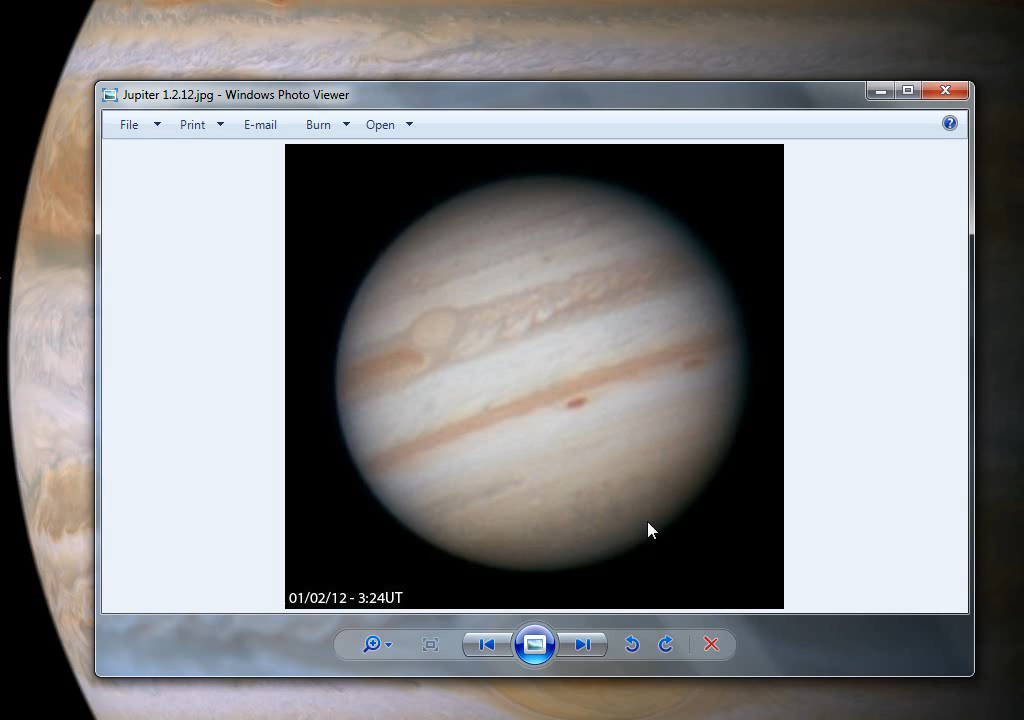 Jupiter 1.2.12.jpg - Windows Photo Viewer
File Print E-mail Burn Open
01/02/12 - 3:24UT